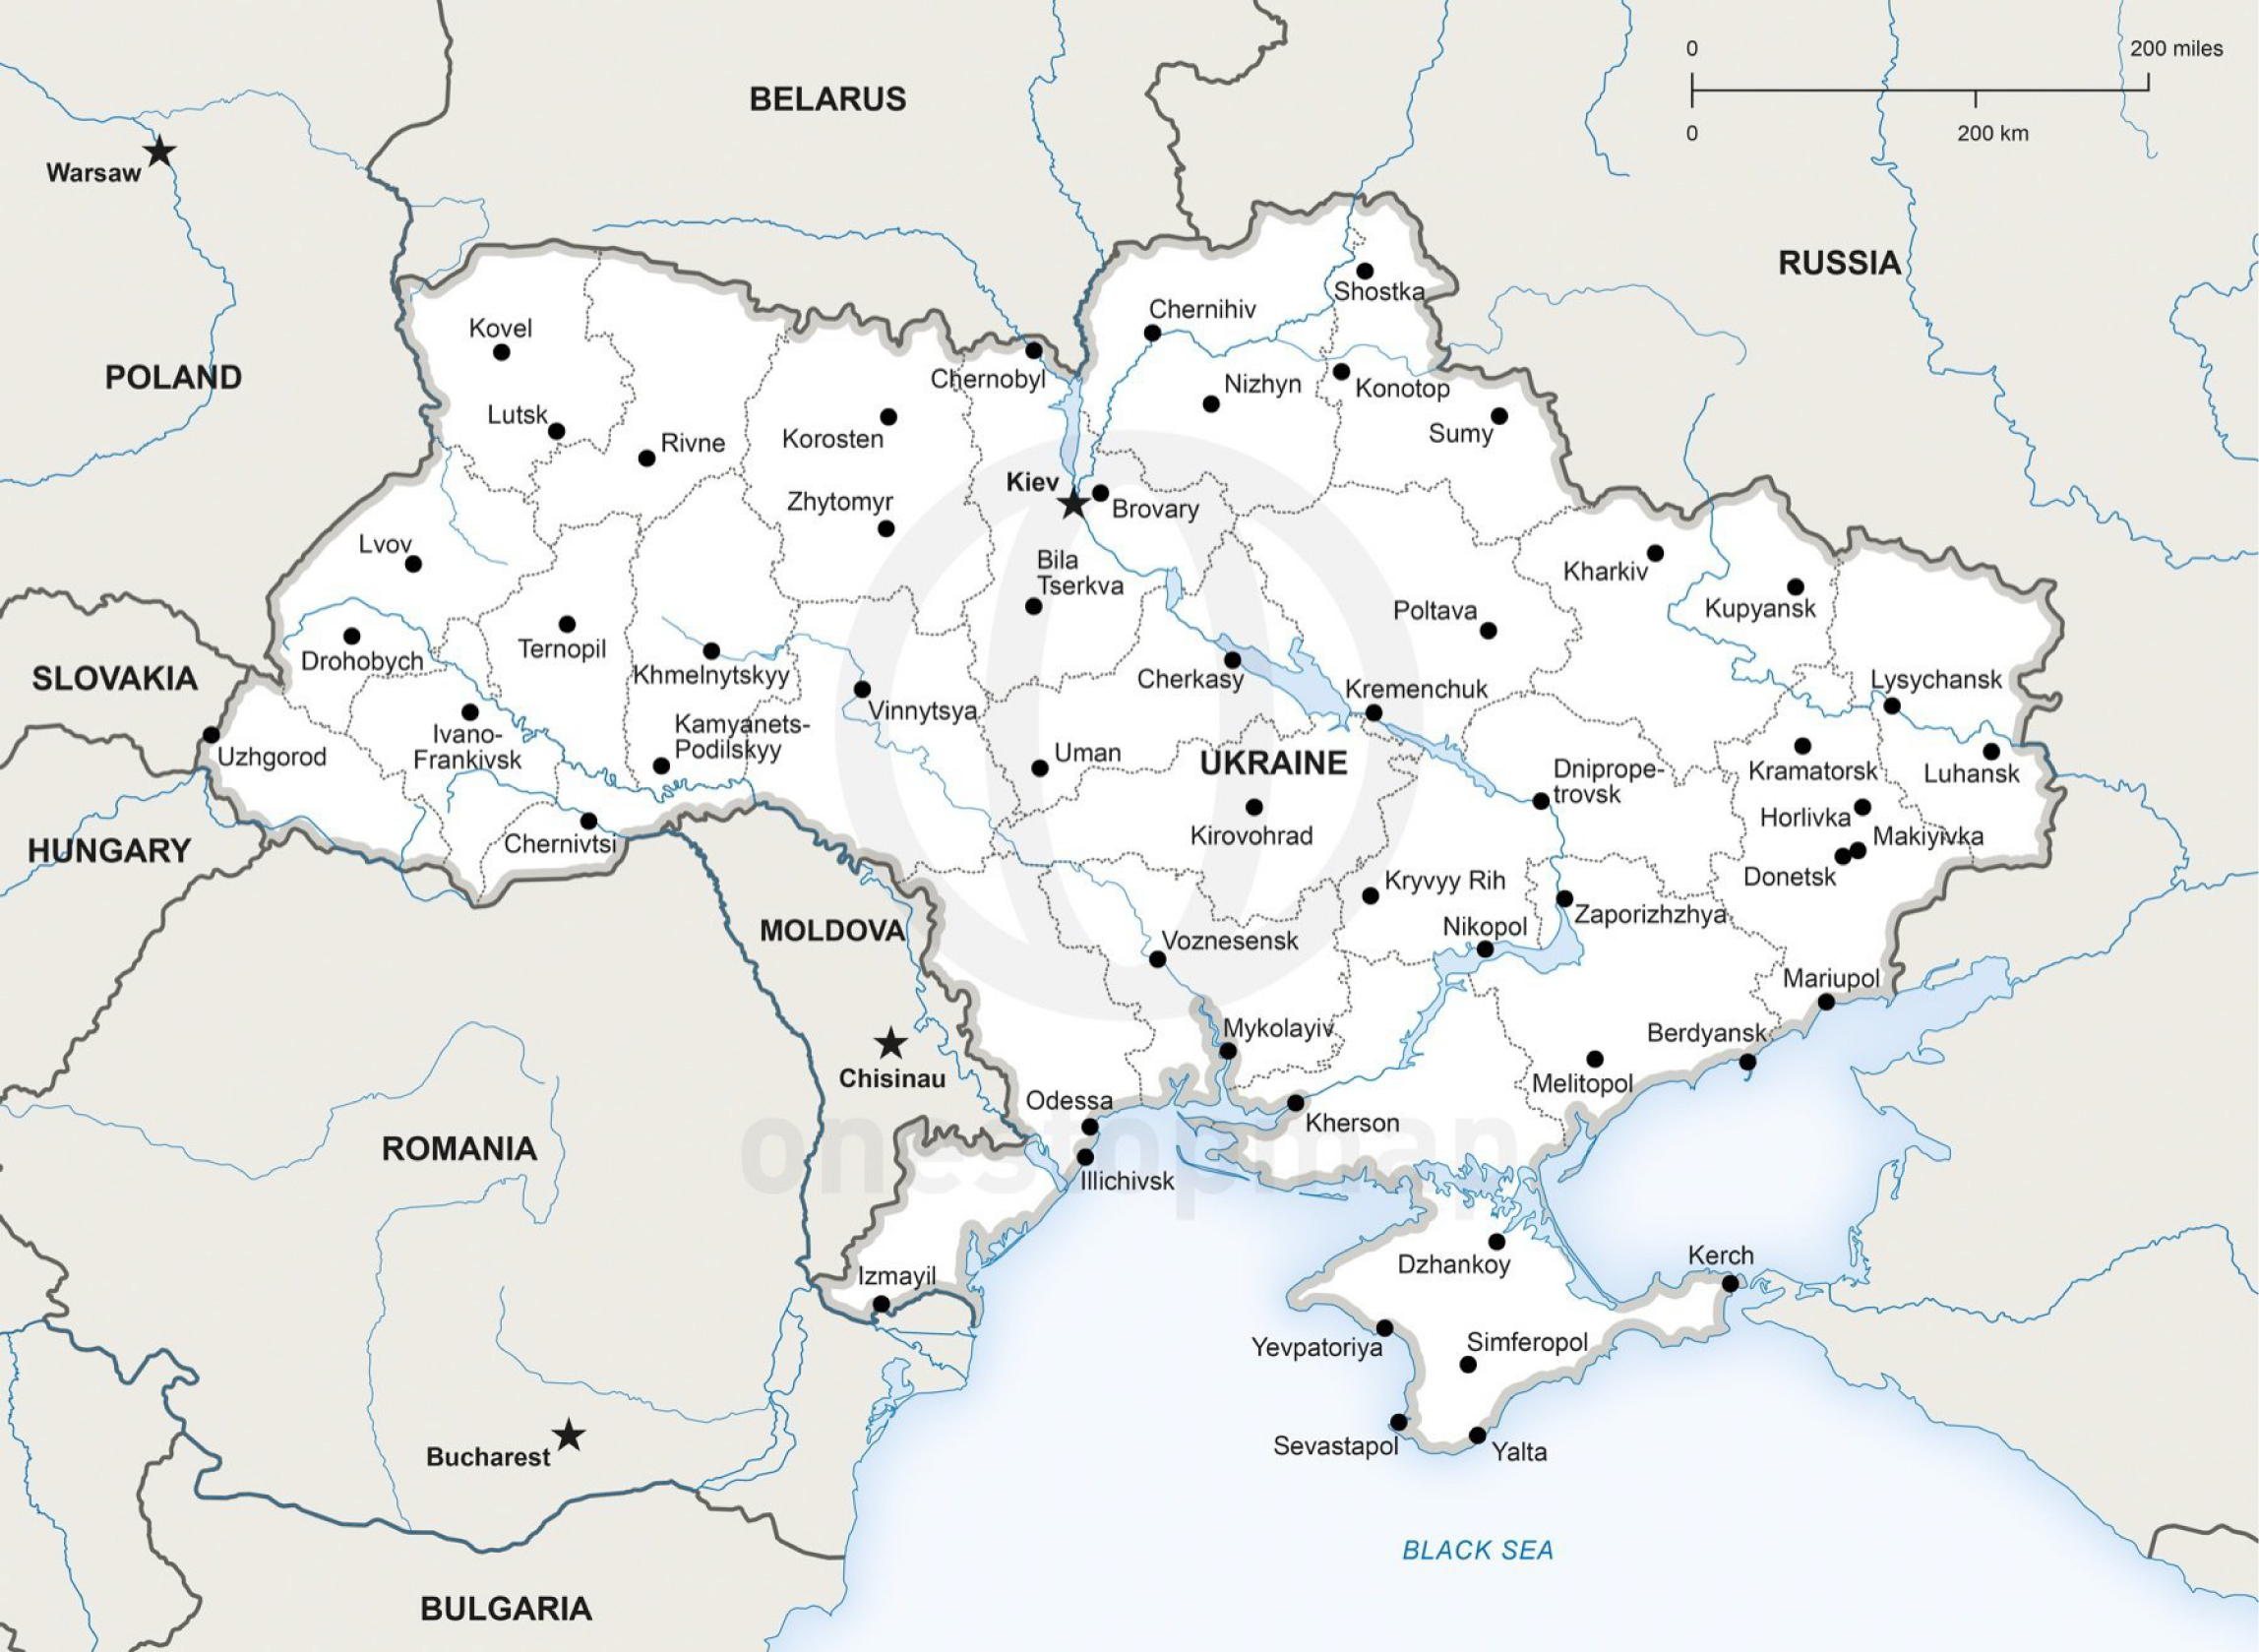 0
200 miles
0
200 km
BELARUS
Warsaw
RUSSIA
Shostka
Chernihiv
Kovel
POLAND
Chernobyl
Nizhyn
Konotop
Lutsk
Korosten
Rivne
Sumy
Kiev
Zhytomyr
Brovary
Lvov
Bila
Tserkva
Kharkiv
Kupyansk
Poltava
Drohobych
Ternopil
Khmelnytskyy
SLOVAKIA
Cherkasy
Kremenchuk
Lysychansk
Vinnytsya
Kamyanets-
Podilskyy
Ivano-
Frankivsk
Uzhgorod
Uman
UKRAINE
Dniprope-
trovsk
Kramatorsk
Luhansk
Horlivka
Makiyivka
Kirovohrad
Chernivtsi
HUNGARY
Donetsk
Kryvyy Rih
Zaporizhzhya
Nikopol
MOLDOVA
Voznesensk
Mariupol
Mykolayiv
Berdyansk
Chisinau
Melitopol
Odessa
Kherson
ROMANIA
onestopmap
Illichivsk
Dzhankoy
Kerch
Izmayil
Yevpatoriya
Simferopol
Sevastapol
Yalta
Bucharest
BLACK SEA
BULGARIA